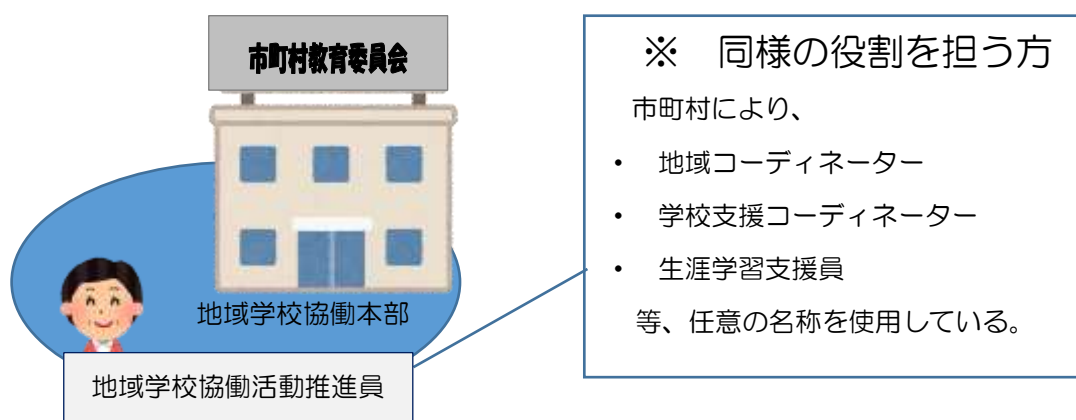 市町村教育委員会
地域学校協働本部
地域学校協働活動推進員
※　同様の役割を担う方
市町村により、
・　地域コーディネーター
・　学校支援コーディネーター
・　生涯学習支援員
等、任意の名称を使用している。